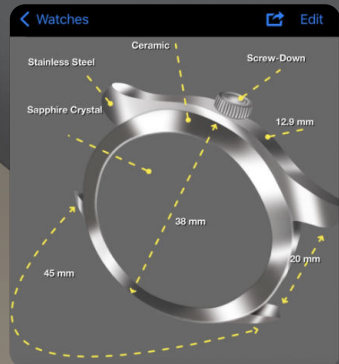 Watches
Edit
Ceramic
Stainless Steel
Screw-Down
Sapphire Crystal
12.9 mm
38 mm
20 mm
45 mm